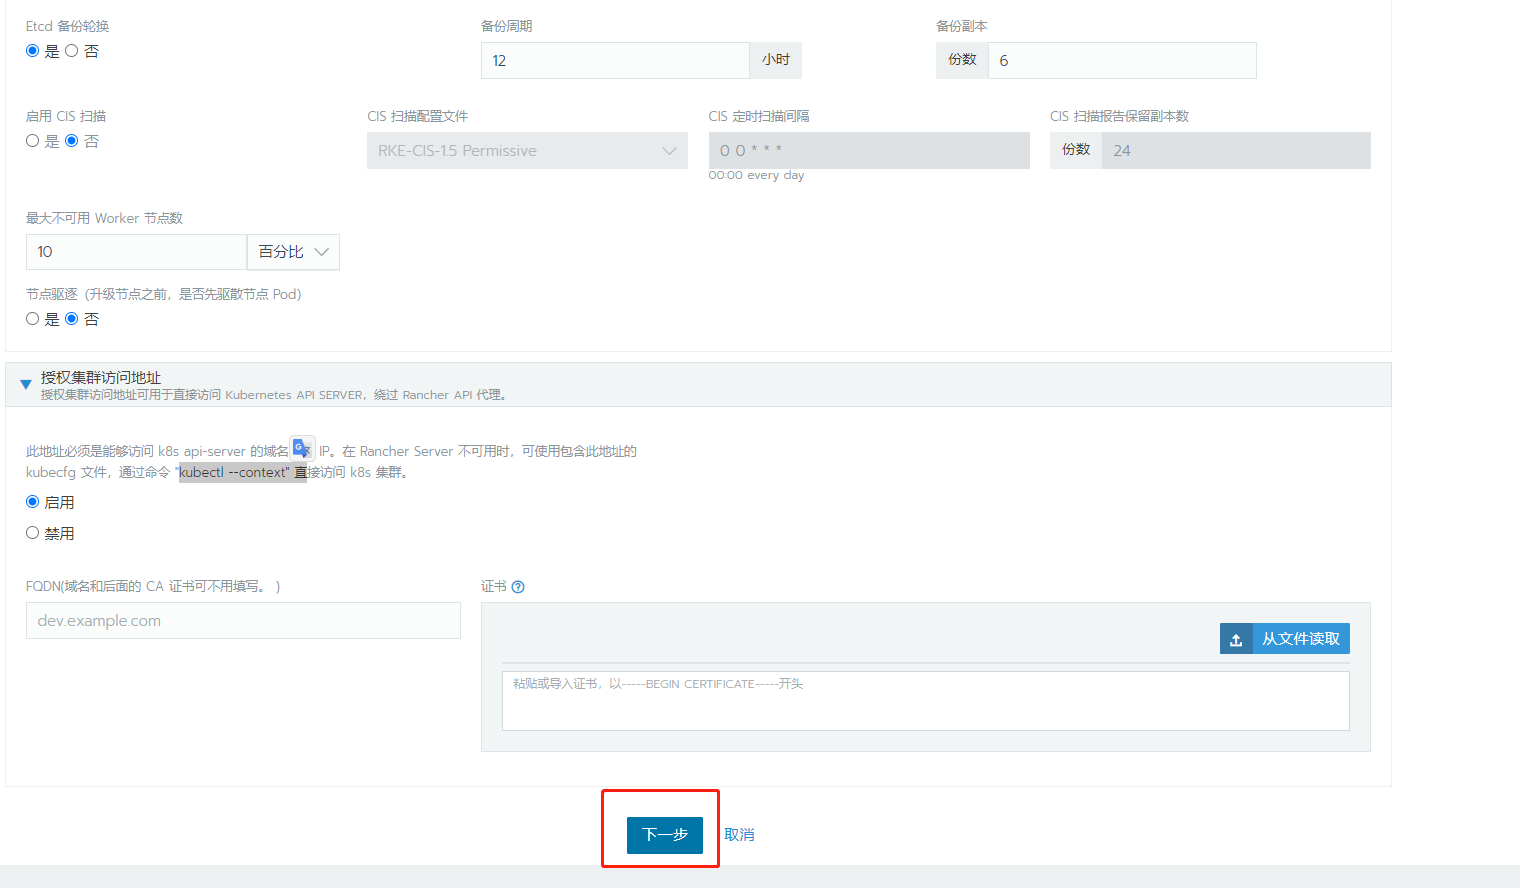 Etcd 备份轮换
是 否
备份周期
12 小时
备份副本
份数 6
启用 CIS 扫描
是 否
CIS 扫描配置文件
RKE-CIS-1.5 Permissive
CIS 定时扫描间隔
0 0 * * *
00:00 every day
CIS 扫描报告保留副本数
份数 24
最大不可用 Worker 节点数
10 百分比
节点驱逐（升级节点之前，是否先驱散节点 Pod）
是 否
授权集群访问地址
授权集群访问地址可用于直接访问 Kubernetes API SERVER，绕过 Rancher API 代理。
此地址必须是能够访问 k8s api-server 的域名 IP。在 Rancher Server 不可用时，可使用包含此地址的
kubecfg 文件，通过命令 "kubectl --context" 直接访问 k8s 集群。
启用
禁用
FQDN(域名和后面的 CA 证书可不用填写。 )
dev.example.com
证书
从文件读取
粘贴或导入证书，以-----BEGIN CERTIFICATE-----开头
下一步 取消